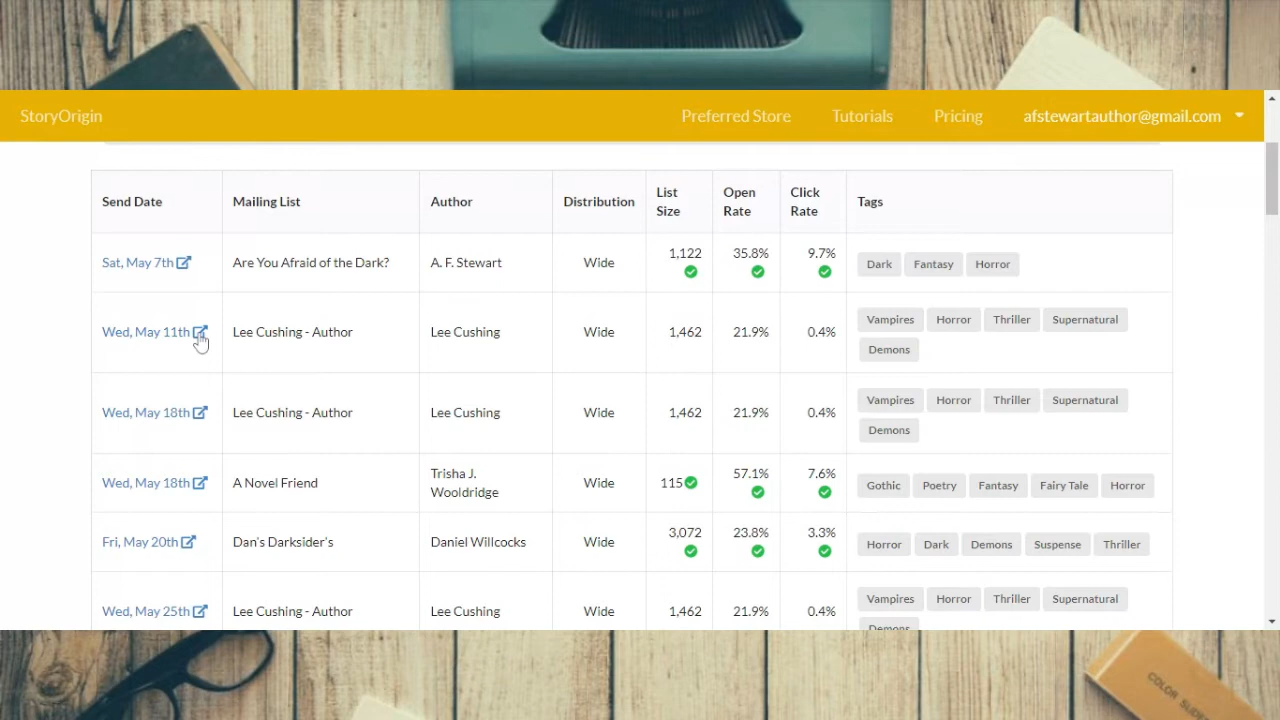 StoryOrigin Preferred Store Tutorials Pricing afstewartauthor@gmail.com
Send Date Mailing List Author Distribution List Size Open Rate Click Rate Tags
Sat, May 7th Are You Afraid of the Dark? A. F. Stewart Wide 1,122 35.8% 9.7% Dark Fantasy Horror
Wed, May 11th Lee Cushing - Author Lee Cushing Wide 1,462 21.9% 0.4% Vampires Horror Thriller Supernatural
Demons
Wed, May 18th Lee Cushing - Author Lee Cushing Wide 1,462 21.9% 0.4% Vampires Horror Thriller Supernatural
Demons
Wed, May 18th A Novel Friend Trisha J. Wooldridge Wide 115 57.1% 7.6% Gothic Poetry Fantasy Fairy Tale Horror
Fri, May 20th Dan's Darksider's Daniel Willcocks Wide 3,072 23.8% 3.3% Horror Dark Demons Suspense Thriller
Wed, May 25th Lee Cushing - Author Lee Cushing Wide 1,462 21.9% 0.4% Vampires Horror Thriller Supernatural
Demons
COLOR SLIDE